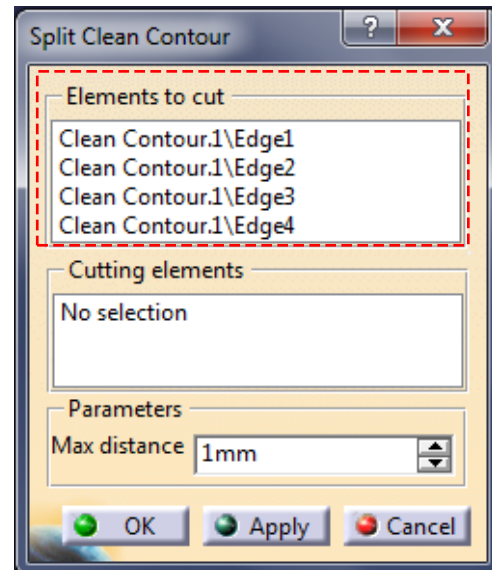 Split Clean Contour
?
X
Elements to cut
Clean Contour.1\Edge1
Clean Contour.1\Edge2
Clean Contour.1\Edge3
Clean Contour.1\Edge4
Cutting elements
No selection
Parameters
Max distance 1mm
OK Apply Cancel